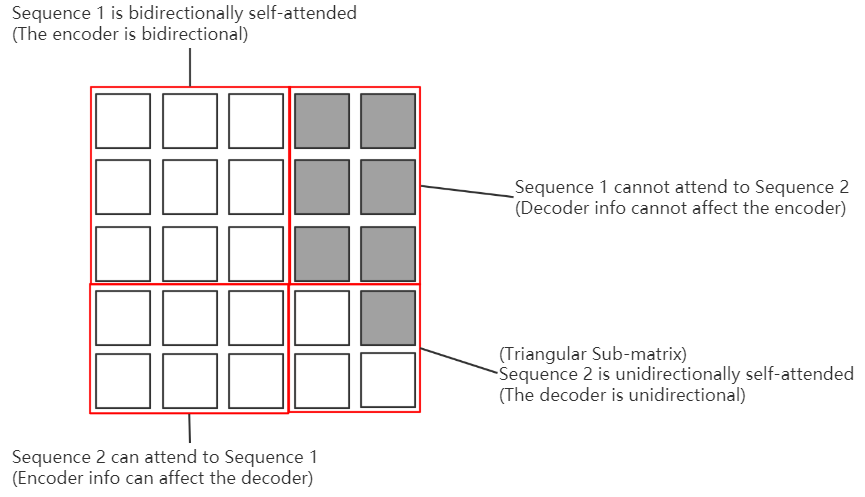 Sequence 1 is bidirectionally self-attended
(The encoder is bidirectional)
Sequence 1 cannot attend to Sequence 2
(Decoder info cannot affect the encoder)
(Triangular Sub-matrix)
Sequence 2 is unidirectionally self-attended
(The decoder is unidirectional)
Sequence 2 can attend to Sequence 1
(Encoder info can affect the decoder)